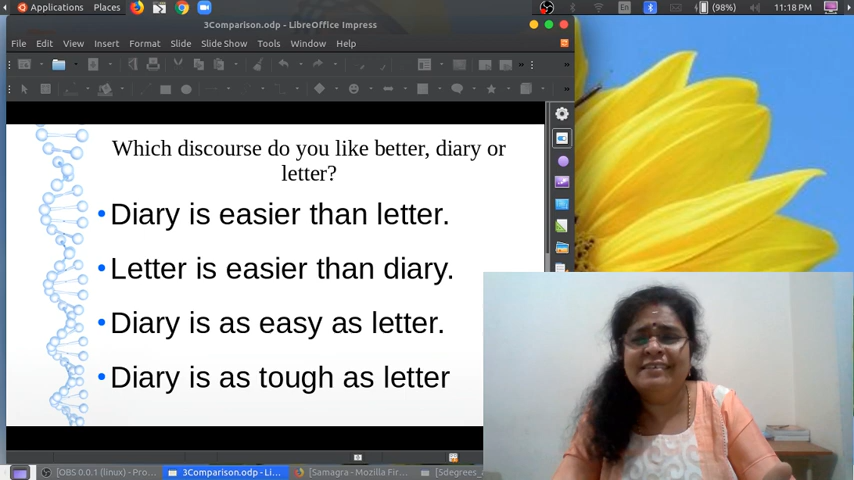 Applications Places En (98%) 11:18 PM
3Comparison.odp - LibreOffice Impress
File Edit View Insert Format Slide Slide Show Tools Window Help
Which discourse do you like better, diary or
letter?
• Diary is easier than letter.
• Letter is easier than diary.
• Diary is as easy as letter.
• Diary is as tough as letter
[OBS 0.0.1 (linux) - Pro... 3Comparison.odp - Li... [Samagra - Mozilla Fir... [5degrees_